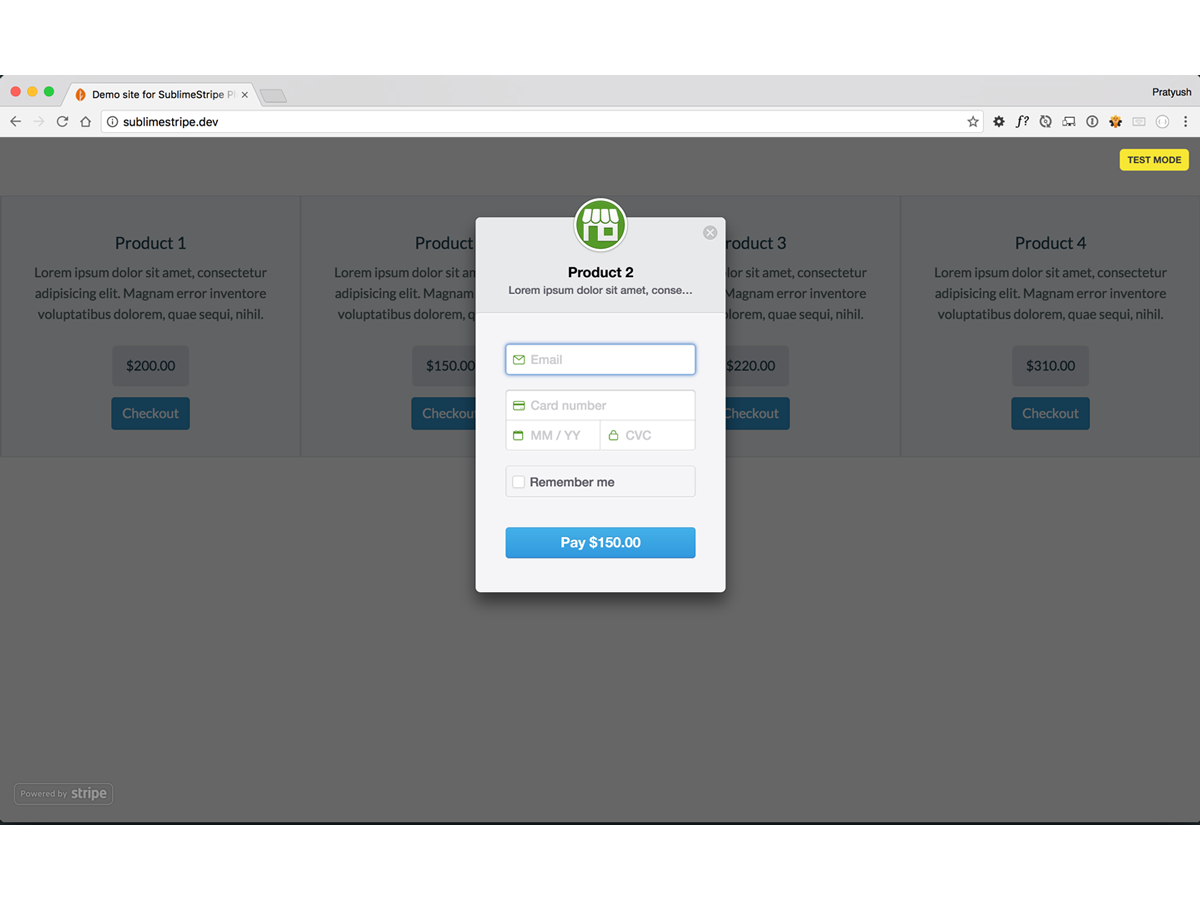 Demo site for SublimeStripe Pl
Pratyush
sublimestripe.dev
f?
TEST MODE
Product 1
Lorem ipsum dolor sit amet, consectetur
adipisicing elit. Magnam error inventore
voluptatibus dolorem, quae sequi, nihil.
$200.00
Checkout
Product
Lorem ipsum dolor sit am
adipisicing elit. Magnam
voluptatibus dolorem, q
$150.00
Checkou
Product 2
Lorem ipsum dolor sit amet, conse...
Email
Card number
MM / YY
CVC
Remember me
Pay $150.00
roduct 3
lor sit amet, consectetur
Magnam error inventore
lorem, quae sequi, nihil.
$220.00
Checkout
Product 4
Lorem ipsum dolor sit amet, consectetur
adipisicing elit. Magnam error inventore
voluptatibus dolorem, quae sequi, nihil.
$310.00
Checkout
Powered by stripe